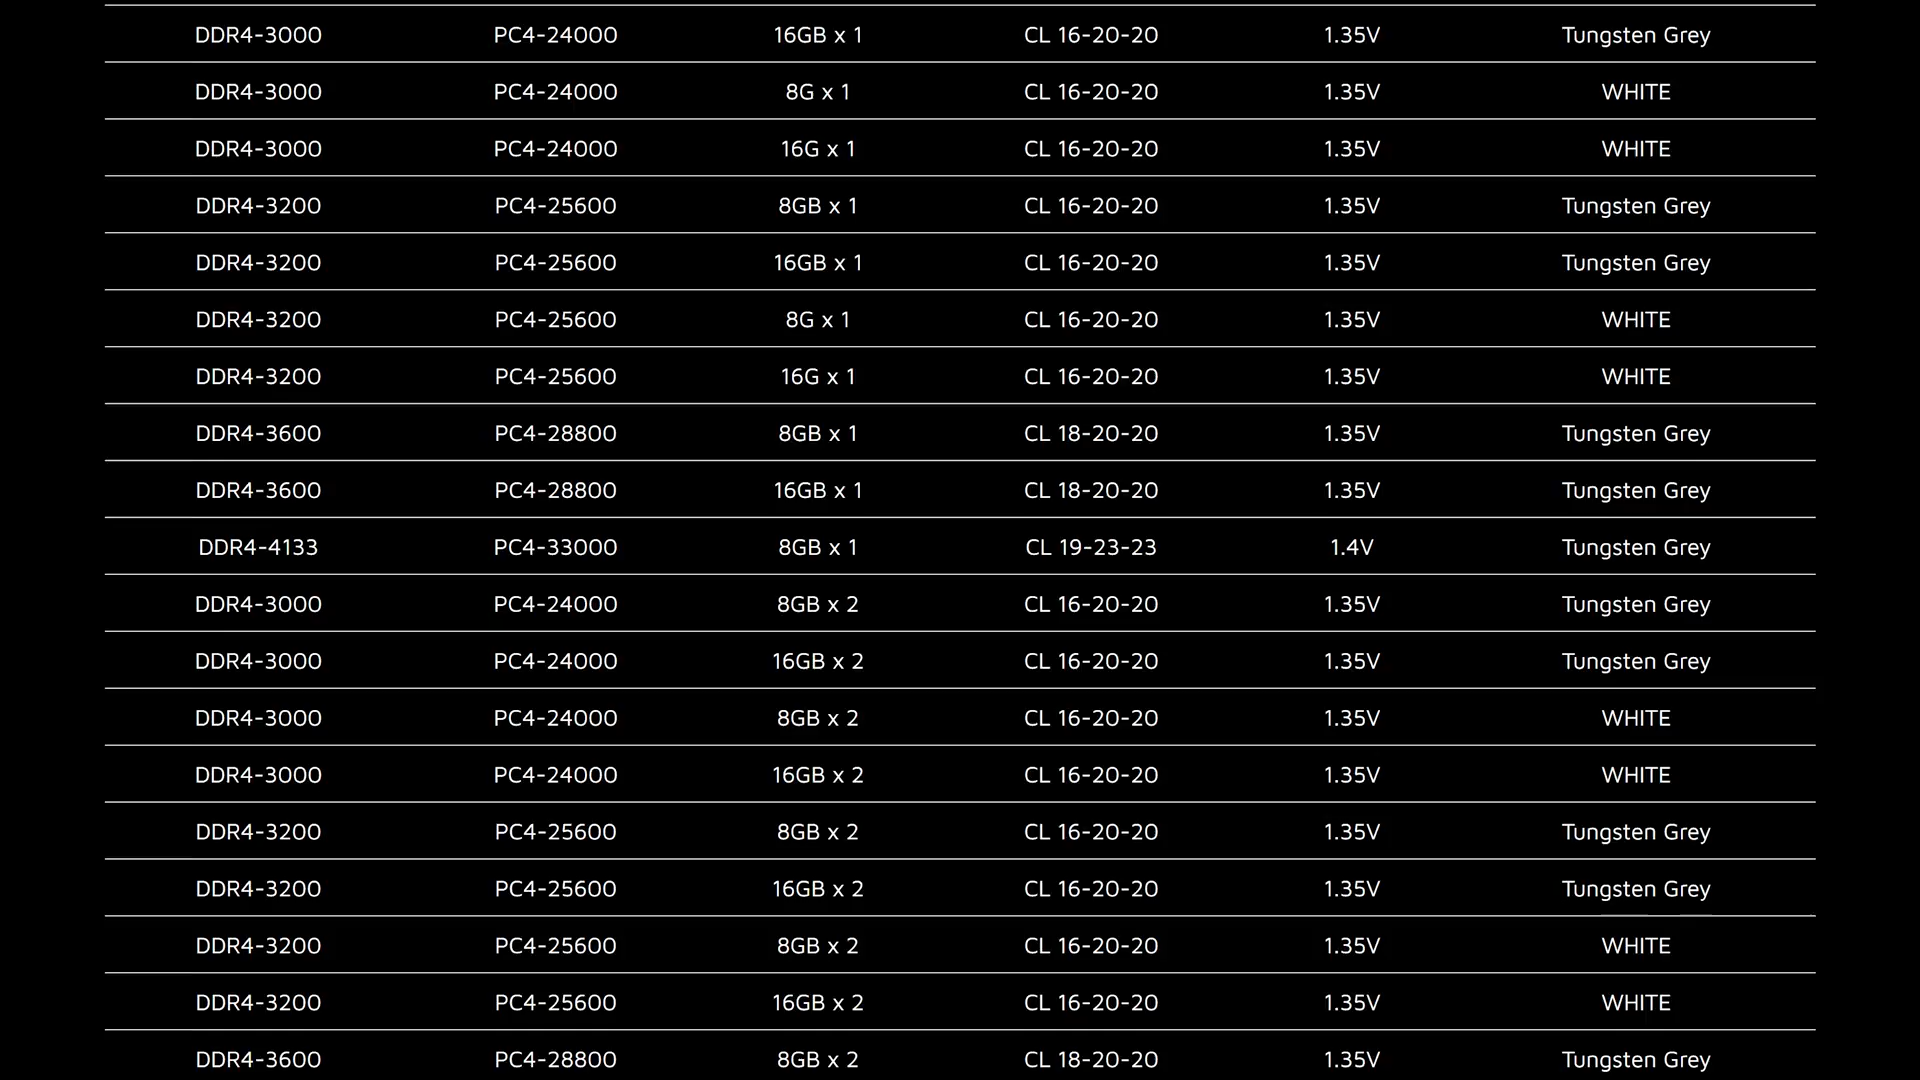 DDR4-3000 PC4-24000 16GB x 1 CL 16-20-20 1.35V Tungsten Grey
DDR4-3000 PC4-24000 8G x 1 CL 16-20-20 1.35V WHITE
DDR4-3000 PC4-24000 16G x 1 CL 16-20-20 1.35V WHITE
DDR4-3200 PC4-25600 8GB x 1 CL 16-20-20 1.35V Tungsten Grey
DDR4-3200 PC4-25600 16GB x 1 CL 16-20-20 1.35V Tungsten Grey
DDR4-3200 PC4-25600 8G x 1 CL 16-20-20 1.35V WHITE
DDR4-3200 PC4-25600 16G x 1 CL 16-20-20 1.35V WHITE
DDR4-3600 PC4-28800 8GB x 1 CL 18-20-20 1.35V Tungsten Grey
DDR4-3600 PC4-28800 16GB x 1 CL 18-20-20 1.35V Tungsten Grey
DDR4-4133 PC4-33000 8GB x 1 CL 19-23-23 1.4V Tungsten Grey
DDR4-3000 PC4-24000 8GB x 2 CL 16-20-20 1.35V Tungsten Grey
DDR4-3000 PC4-24000 16GB x 2 CL 16-20-20 1.35V Tungsten Grey
DDR4-3000 PC4-24000 8GB x 2 CL 16-20-20 1.35V WHITE
DDR4-3000 PC4-24000 16GB x 2 CL 16-20-20 1.35V WHITE
DDR4-3200 PC4-25600 8GB x 2 CL 16-20-20 1.35V Tungsten Grey
DDR4-3200 PC4-25600 16GB x 2 CL 16-20-20 1.35V Tungsten Grey
DDR4-3200 PC4-25600 8GB x 2 CL 16-20-20 1.35V WHITE
DDR4-3200 PC4-25600 16GB x 2 CL 16-20-20 1.35V WHITE
DDR4-3600 PC4-28800 8GB x 2 CL 18-20-20 1.35V Tungsten Grey